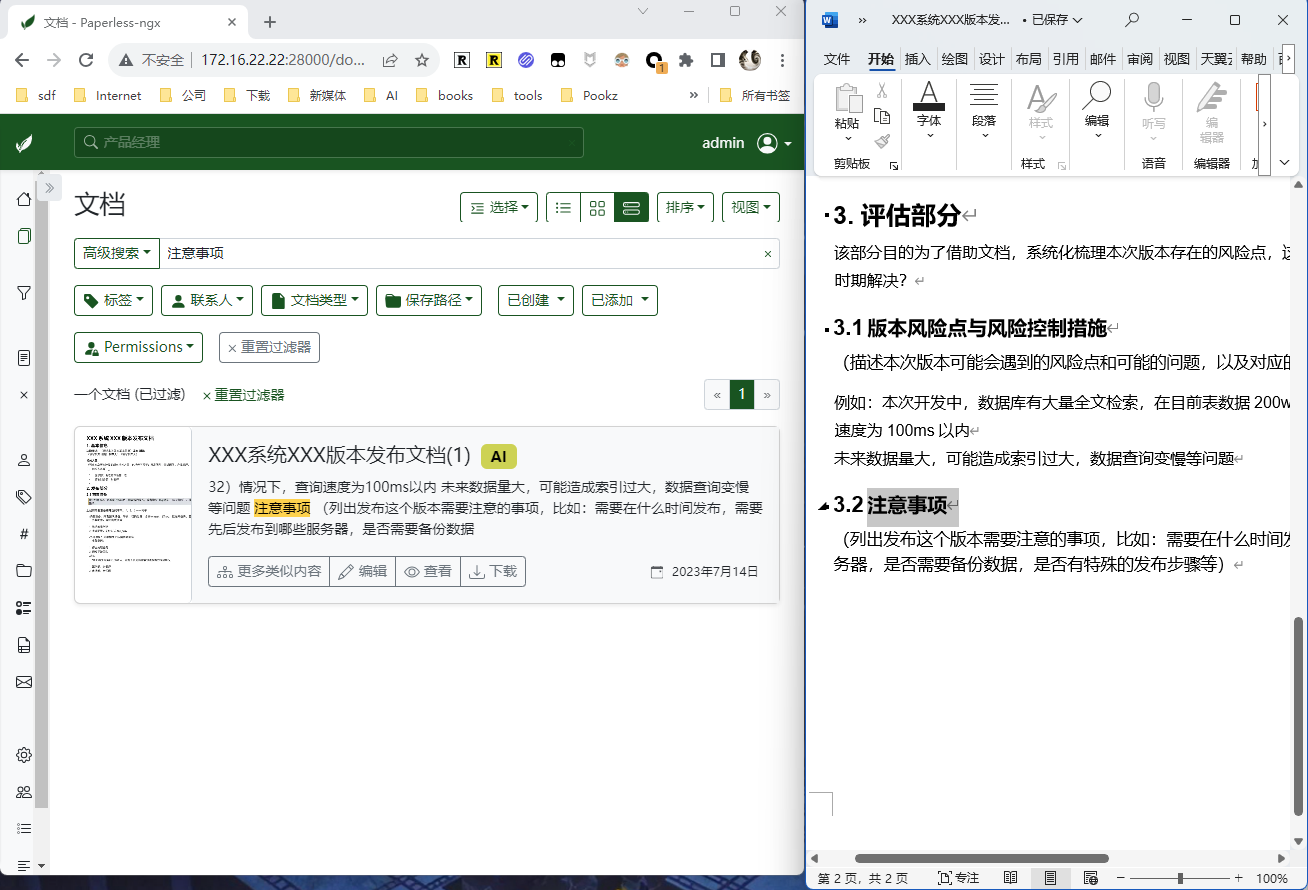 文档 - Paperless-ngx
不安全
172.16.22.22:28000/do...
1
sdf
Internet
公司
下载
新媒体
AI
books
tools
Pookz
»
所有书签
产品经理
admin
文档
选择
排序
视图
高级搜索
注意事项
标签
联系人
文档类型
保存路径
已创建
已添加
Permissions
× 重置过滤器
一个文档 (已过滤)
× 重置过滤器
« 1 »
XXX系统XXX版本发布文档(1) AI
32）情况下，查询速度为100ms以内 未来数据量大，可能造成索引过大，数据查询变慢
等问题 注意事项 （列出发布这个版本需要注意的事项，比如：需要在什么时间发布，需要
先后发布到哪些服务器，是否需要备份数据
更多类似内容
编辑
查看
下载
2023年7月14日
XXX系统XXX版本发... • 已保存
文件
开始
插入
绘图
设计
布局
引用
邮件
审阅
视图
帮助
粘贴
字体
段落
样式
编辑
听写
编
辑器
剪贴板
样式
语音
编辑器
3. 评估部分
该部分目的为了借助文档，系统化梳理本次版本存在的风险点，
时期解决？
3.1 版本风险点与风险控制措施
（描述本次版本可能会遇到的风险点和可能的问题，以及对应的
例如：本次开发中，数据库有大量全文检索，在目前表数据 200w
速度为 100ms 以内
未来数据量大，可能造成索引过大，数据查询变慢等问题
3.2 注意事项
（列出发布这个版本需要注意的事项，比如：需要在什么时间发
务器，是否需要备份数据，是否有特殊的发布步骤等）
第 2 页，共 2 页
专注
100%